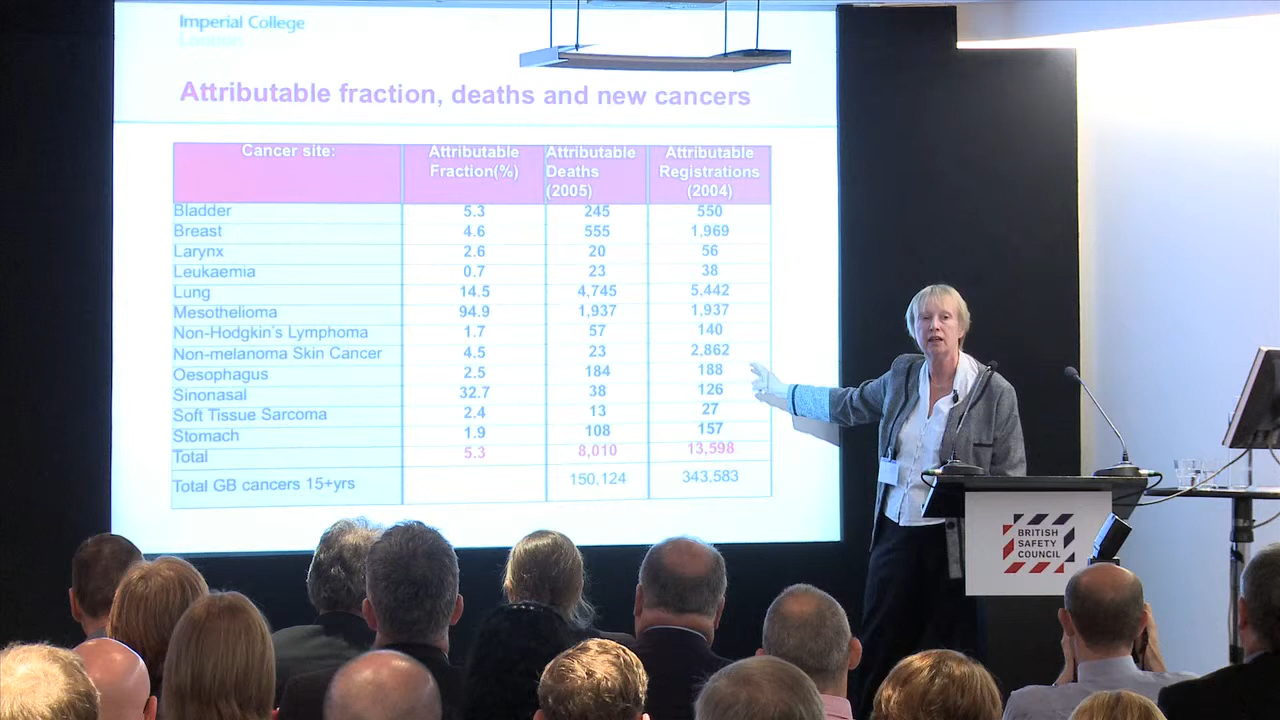 Imperial College
London
Attributable fraction, deaths and new cancers
Cancer site: Attributable Fraction(%) Attributable Deaths (2005) Attributable Registrations (2004)
Bladder 5.3 245 550
Breast 4.6 555 1,969
Larynx 2.6 20 56
Leukaemia 0.7 23 38
Lung 14.5 4,745 5,442
Mesothelioma 94.9 1,937 1,937
Non-Hodgkin's Lymphoma 1.7 57 140
Non-melanoma Skin Cancer 4.5 23 2,862
Oesophagus 2.5 184 188
Sinonasal 32.7 38 126
Soft Tissue Sarcoma 2.4 13 27
Stomach 1.9 108 157
Total 5.3 8,010 13,598
Total GB cancers 15+yrs 150,124 343,583
BRITISH
SAFETY
COUNCIL